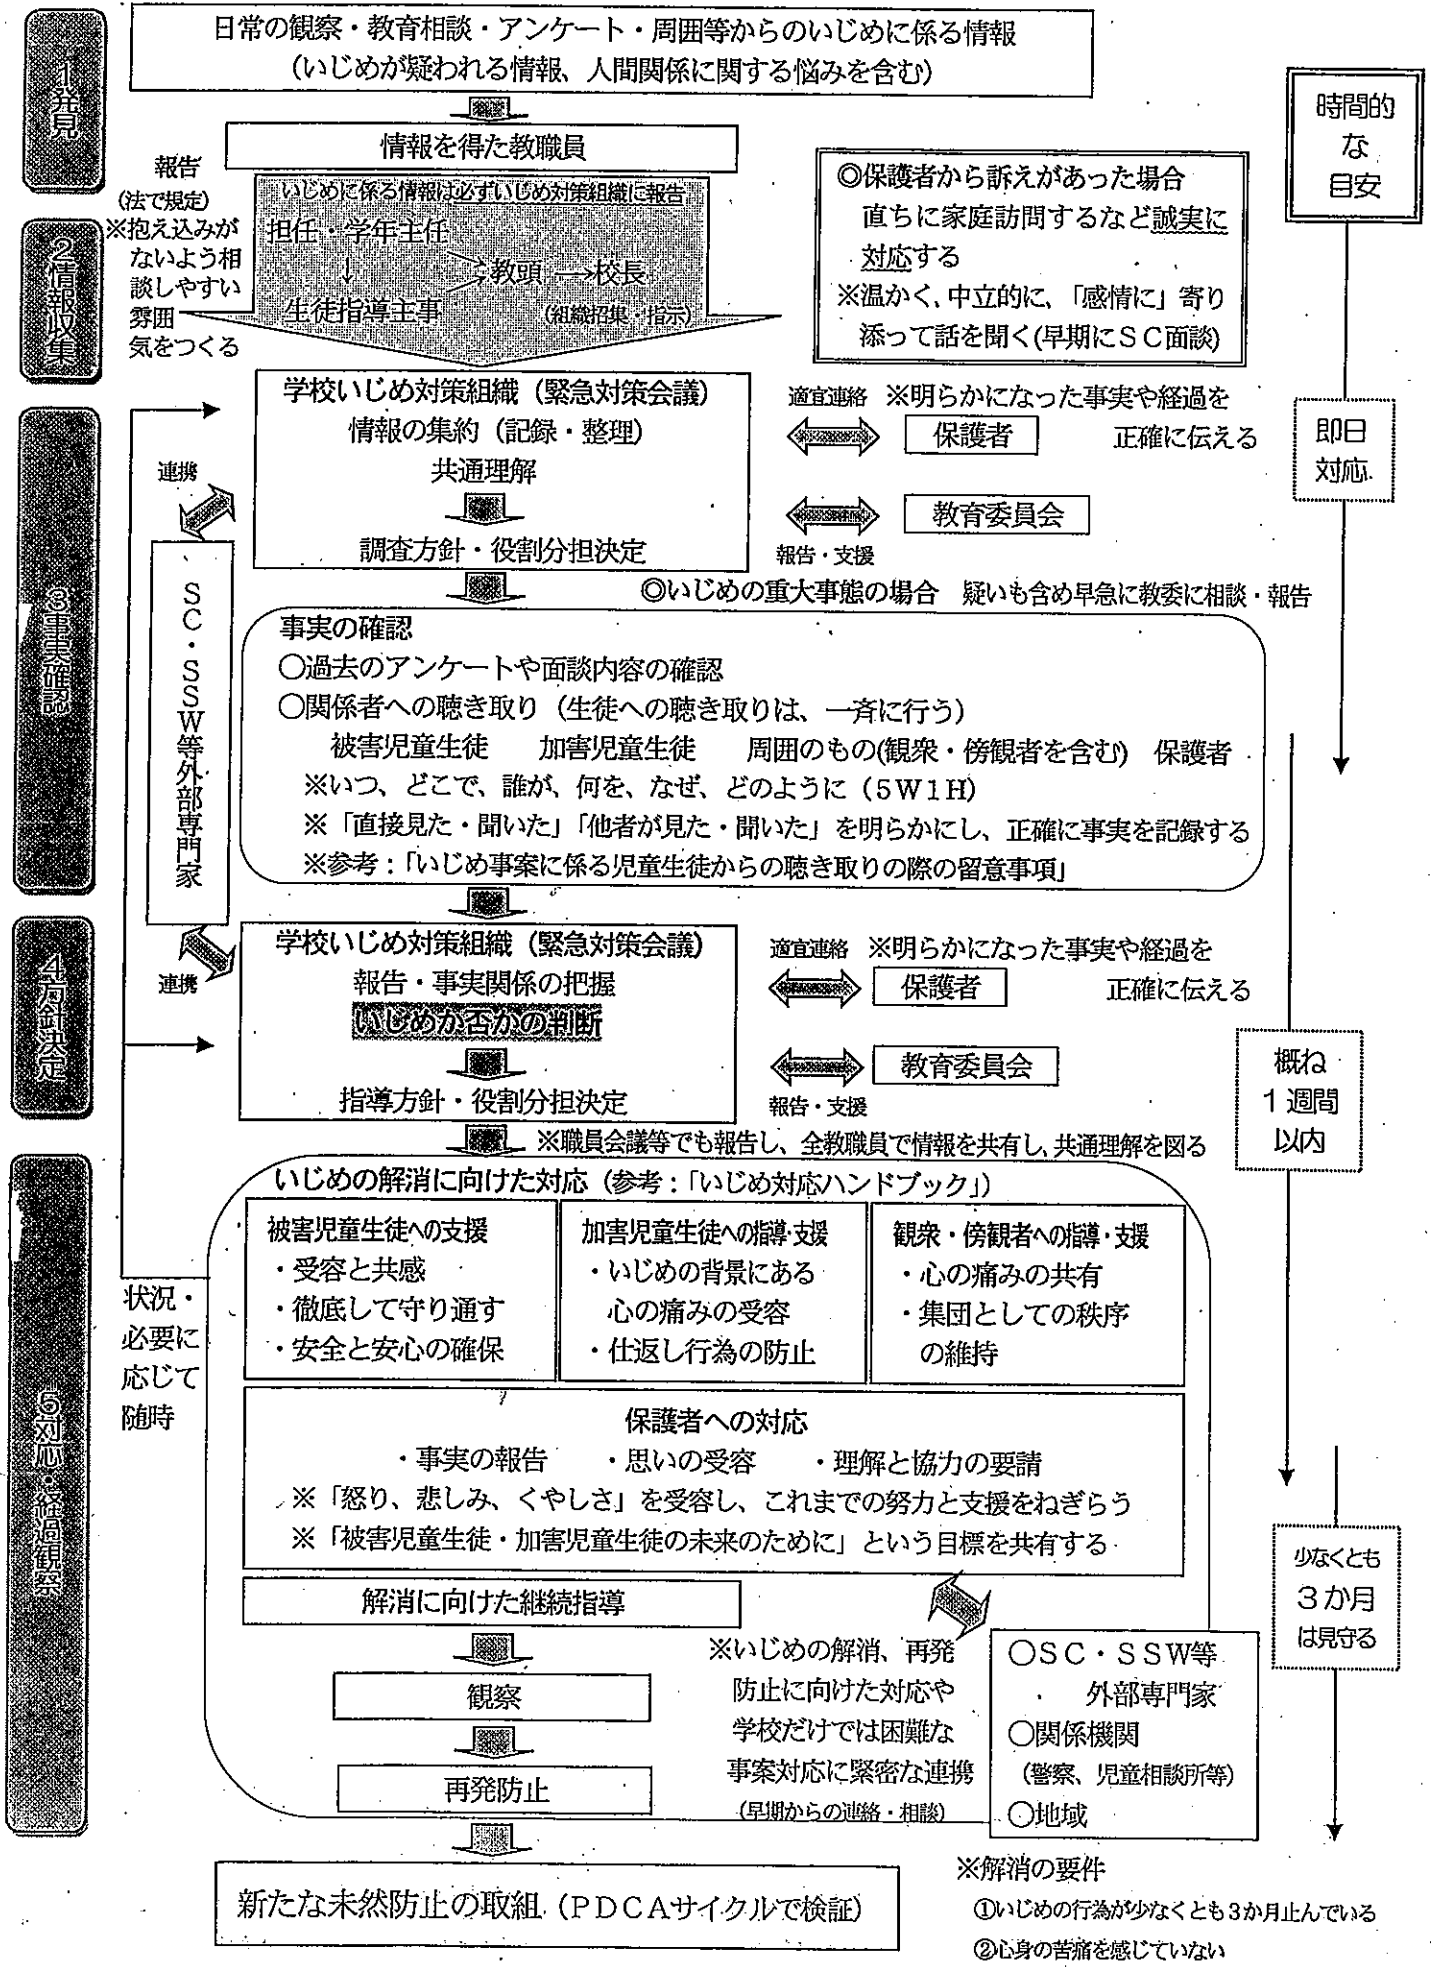 1発見
日常の観察・教育相談・アンケート・周囲等からのいじめに係る情報
(いじめが疑われる情報、人間関係に関する悩みを含む)
時間的
な
目安
情報を得た教職員
報告
(法で規定)
※抱え込みが
ないよう相
談しやすい
雰囲
気をつくる
2情報収集
いじめに係る情報は必ずいじめ対策組織に報告
担任・学年主任
↓
→教頭 →校長
生徒指導主事
(組織招集・指示)
◎保護者から訴えがあった場合
直ちに家庭訪問するなど誠実に
対応する
※温かく、中立的に、「感情に」寄り
添って話を聞く(早期にSC面談)
3事実確認
学校いじめ対策組織(緊急対策会議)
情報の集約(記録・整理)
共通理解
調査方針・役割分担決定
適宜連絡 ※明らかになった事実や経過を
保護者 正確に伝える
教育委員会
報告・支援
即日
対応
連携
SC・SSW等外部専門家
◎いじめの重大事態の場合 疑いも含め早急に教委に相談・報告
事実の確認
○過去のアンケートや面談内容の確認
○関係者への聴き取り(生徒への聴き取りは、一斉に行う)
被害児童生徒 加害児童生徒 周囲のもの(観衆・傍観者を含む) 保護者
※いつ、どこで、誰が、何を、なぜ、どのように(5W1H)
※「直接見た・聞いた」「他者が見た・聞いた」を明らかにし、正確に事実を記録する
※参考:「いじめ事案に係る児童生徒からの聴き取りの際の留意事項」
4方針決定
連携
学校いじめ対策組織(緊急対策会議)
報告・事実関係の把握
いじめか否かの判断
指導方針・役割分担決定
適宜連絡 ※明らかになった事実や経過を
保護者 正確に伝える
教育委員会
報告・支援
概ね
1週間
以内
※職員会議等でも報告し、全教職員で情報を共有し、共通理解を図る
5対応・経過観察
いじめの解消に向けた対応(参考:「いじめ対応ハンドブック」)
被害児童生徒への支援
・受容と共感
・徹底して守り通す
・安全と安心の確保
加害児童生徒への指導・支援
・いじめの背景にある
心の痛みの受容
・仕返し行為の防止
観衆・傍観者への指導・支援
・心の痛みの共有
・集団としての秩序
の維持
状況・
必要に
応じて
随時
保護者への対応
・事実の報告 ・思いの受容 ・理解と協力の要請
※「怒り、悲しみ、くやしさ」を受容し、これまでの努力と支援をねぎらう
※「被害児童生徒・加害児童生徒の未来のために」という目標を共有する
少なくとも
3か月
は見守る
解消に向けた継続指導
観察
再発防止
※いじめの解消、再発
防止に向けた対応や
学校だけでは困難な
事案対応に緊密な連携
(早期からの連絡・相談)
○SC・SSW等
外部専門家
○関係機関
(警察、児童相談所等)
○地域
新たな未然防止の取組(PDCAサイクルで検証)
※解消の要件
①いじめの行為が少なくとも3か月止んでいる
②心身の苦痛を感じていない